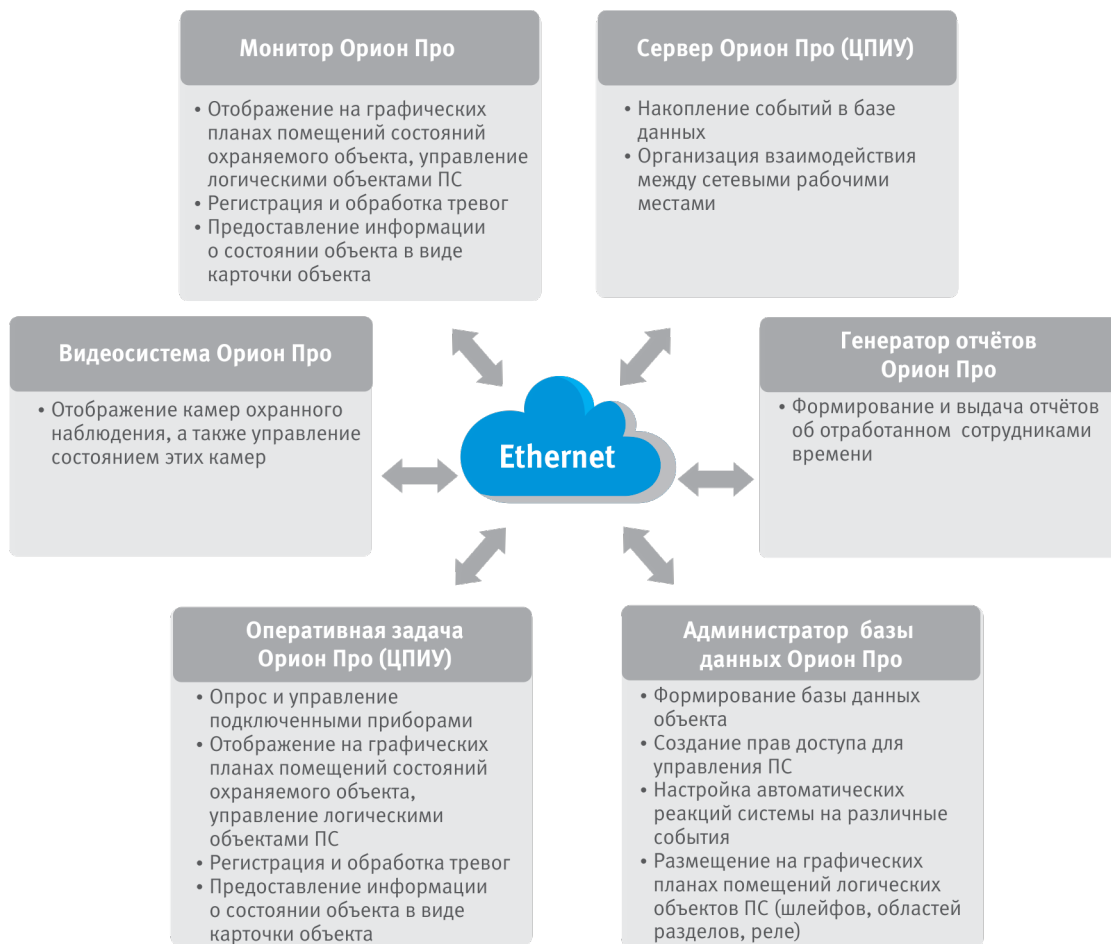 Монитор Орион Про
• Отображение на графических
планах помещений состояний
охраняемого объекта, управление
логическими объектами ПС
• Регистрация и обработка тревог
• Предоставление информации
о состоянии объекта в виде
карточки объекта
Сервер Орион Про (ЦПИУ)
• Накопление событий в базе
данных
• Организация взаимодействия
между сетевыми рабочими
местами
Видеосистема Орион Про
• Отображение камер охранного
наблюдения, а также управление
состоянием этих камер
Ethernet
Генератор отчётов
Орион Про
• Формирование и выдача отчётов
об отработанном сотрудниками
времени
Оперативная задача
Орион Про (ЦПИУ)
• Опрос и управление
подключенными приборами
• Отображение на графических
планах помещений состояний
охраняемого объекта,
управление логическими
объектами ПС
• Регистрация и обработка тревог
• Предоставление информации
о состоянии объекта в виде
карточки объекта
Администратор базы
данных Орион Про
• Формирование базы данных
объекта
• Создание прав доступа для
управления ПС
• Настройка автоматических
реакций системы на различные
события
• Размещение на графических
планах помещений логических
объектов ПС (шлейфов, областей
разделов, реле)